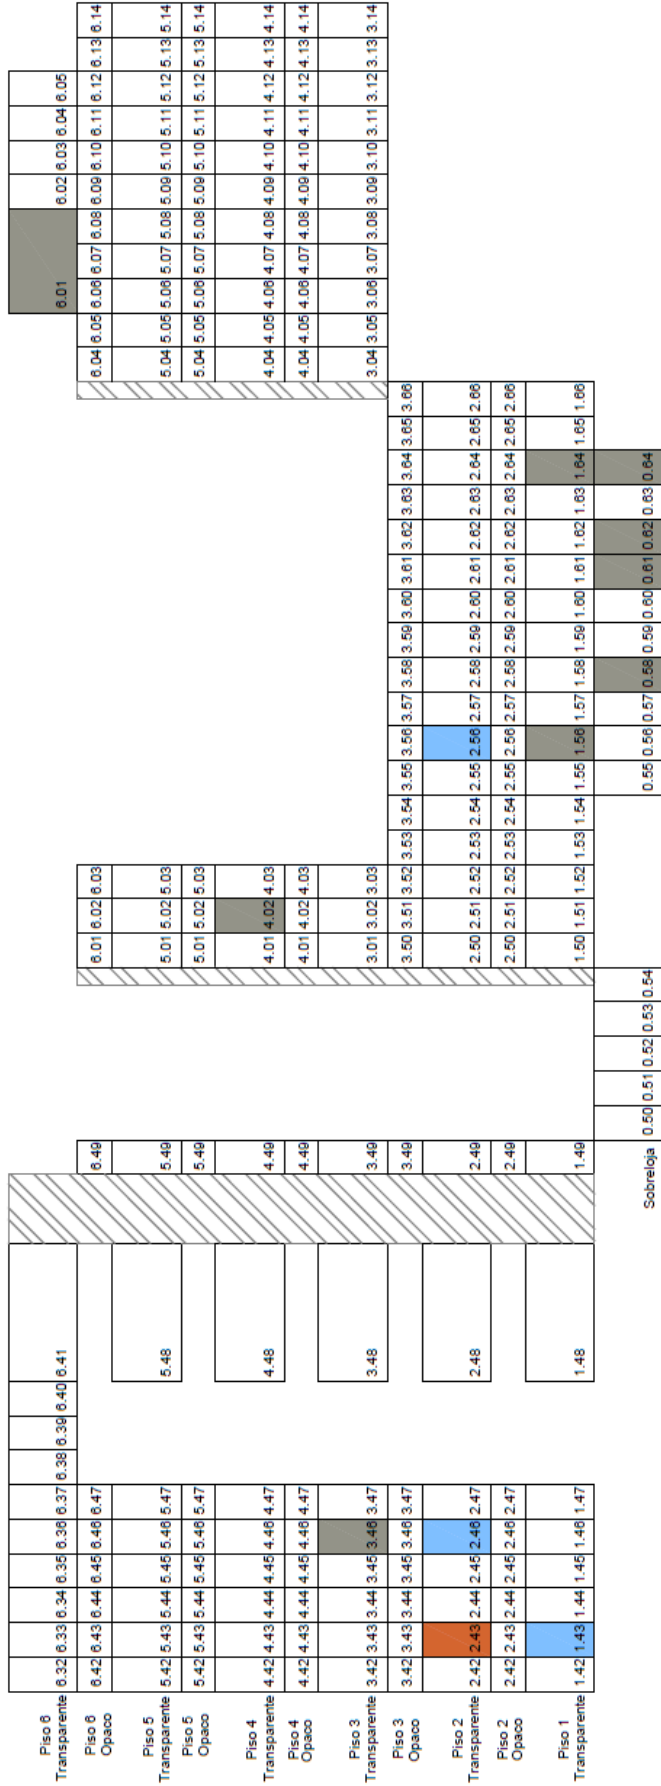 Piso 6
Transparente 6.32 6.33 6.34 6.35 6.36 6.37 6.38 6.39 6.40 6.41 6.01 6.02 6.03 6.04 6.05
Piso 6
Opaco 6.42 6.43 6.44 6.45 6.46 6.47 6.49 6.01 6.02 6.03 6.04 6.05 6.06 6.07 6.08 6.09 6.10 6.11 6.12 6.13 6.14
Piso 5
Transparente 5.42 5.43 5.44 5.45 5.46 5.47 5.48 5.49 5.01 5.02 5.03 5.04 5.05 5.06 5.07 5.08 5.09 5.10 5.11 5.12 5.13 5.14
Piso 5
Opaco 5.42 5.43 5.44 5.45 5.46 5.47 5.49 5.01 5.02 5.03 5.04 5.05 5.06 5.07 5.08 5.09 5.10 5.11 5.12 5.13 5.14
Piso 4
Transparente 4.42 4.43 4.44 4.45 4.46 4.47 4.48 4.49 4.01 4.02 4.03 4.04 4.05 4.06 4.07 4.08 4.09 4.10 4.11 4.12 4.13 4.14
Piso 4
Opaco 4.42 4.43 4.44 4.45 4.46 4.47 4.49 4.01 4.02 4.03 4.04 4.05 4.06 4.07 4.08 4.09 4.10 4.11 4.12 4.13 4.14
Piso 3
Transparente 3.42 3.43 3.44 3.45 3.46 3.47 3.48 3.49 3.01 3.02 3.03 3.04 3.05 3.06 3.07 3.08 3.09 3.10 3.11 3.12 3.13 3.14
Piso 3
Opaco 3.42 3.43 3.44 3.45 3.46 3.47 3.49 3.50 3.51 3.52 3.53 3.54 3.55 3.56 3.57 3.58 3.59 3.60 3.61 3.62 3.63 3.64 3.65 3.66
Piso 2
Transparente 2.42 2.43 2.44 2.45 2.46 2.47 2.48 2.49 2.50 2.51 2.52 2.53 2.54 2.55 2.56 2.57 2.58 2.59 2.60 2.61 2.62 2.63 2.64 2.65 2.66
Piso 2
Opaco 2.42 2.43 2.44 2.45 2.46 2.47 2.49 2.50 2.51 2.52 2.53 2.54 2.55 2.56 2.57 2.58 2.59 2.60 2.61 2.62 2.63 2.64 2.65 2.66
Piso 1
Transparente 1.42 1.43 1.44 1.45 1.46 1.47 1.48 1.49 1.50 1.51 1.52 1.53 1.54 1.55 1.56 1.57 1.58 1.59 1.60 1.61 1.62 1.63 1.64 1.65 1.66
Sobreloja 0.50 0.51 0.52 0.53 0.54 0.55 0.56 0.57 0.58 0.59 0.60 0.61 0.62 0.63 0.64